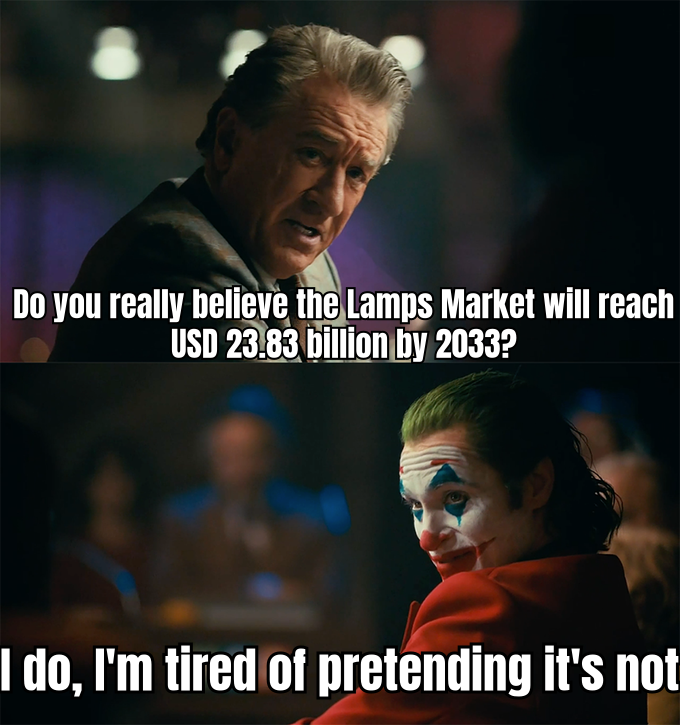 Do you really believe the Lamps Market will reach
USD 23.83 billion by 2033?
I do, I'm tired of pretending it's not